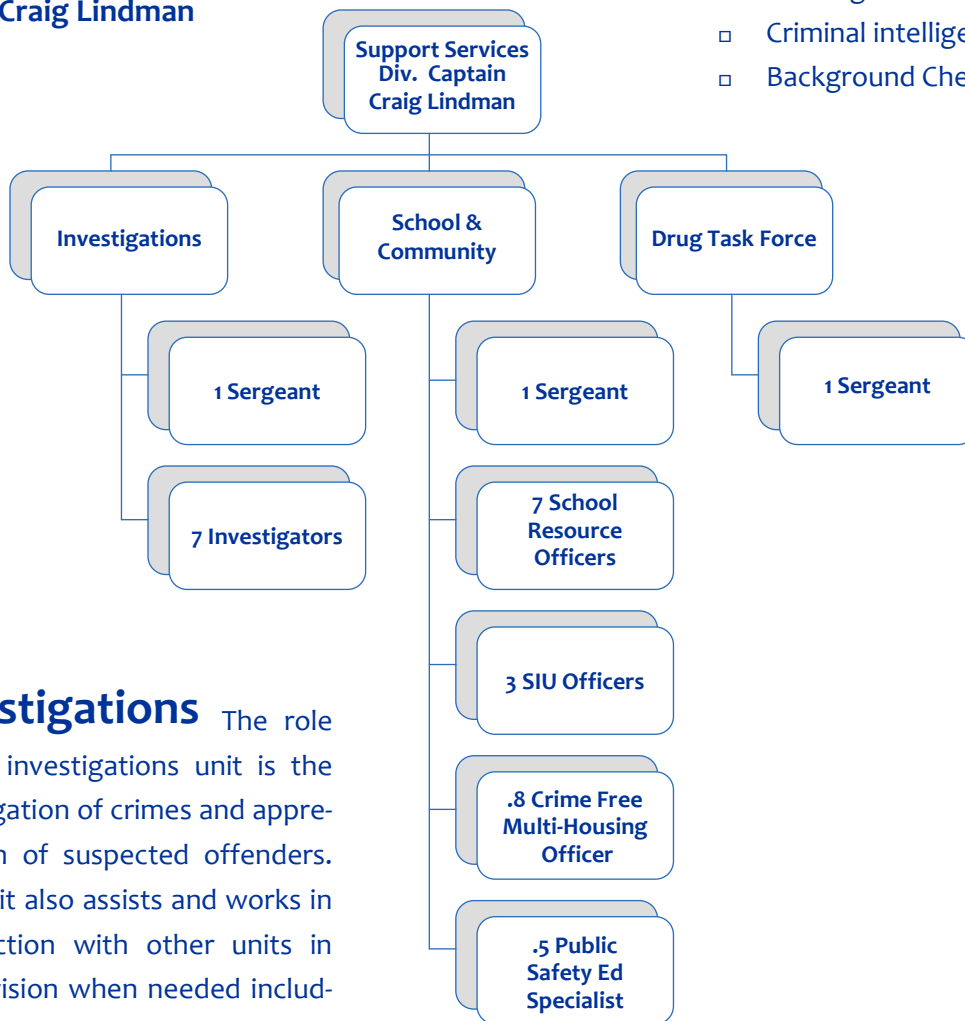 Craig Lindman
▫ Criminal intellige
▫ Background Che
Support Services
Div. Captain
Craig Lindman
Investigations
School &
Community
Drug Task Force
1 Sergeant
1 Sergeant
1 Sergeant
7 Investigators
7 School
Resource
Officers
3 SIU Officers
.8 Crime Free
Multi-Housing
Officer
.5 Public
Safety Ed
Specialist
stigations The role
investigations unit is the
gation of crimes and appre-
n of suspected offenders.
it also assists and works in
ction with other units in
vision when needed includ-